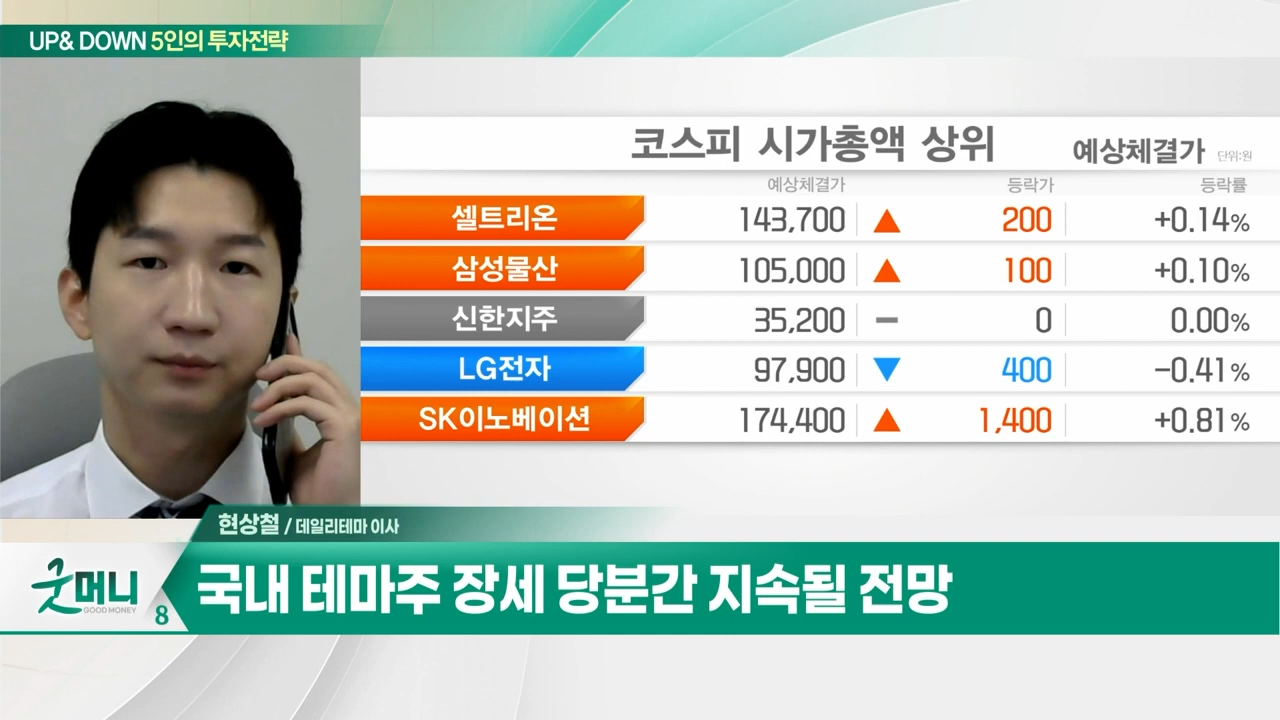 UP& DOWN 5인의 투자전략
코스피 시가총액 상위 예상체결가 단위:원
예상체결가 등락가 등락률
셀트리온 143,700 ▲ 200 +0.14%
삼성물산 105,000 ▲ 100 +0.10%
신한지주 35,200 － 0 0.00%
LG전자 97,900 ▼ 400 -0.41%
SK이노베이션 174,400 ▲ 1,400 +0.81%
현상철 / 데일리테마 이사
굿머니
GOOD MONEY
8
국내 테마주 장세 당분간 지속될 전망